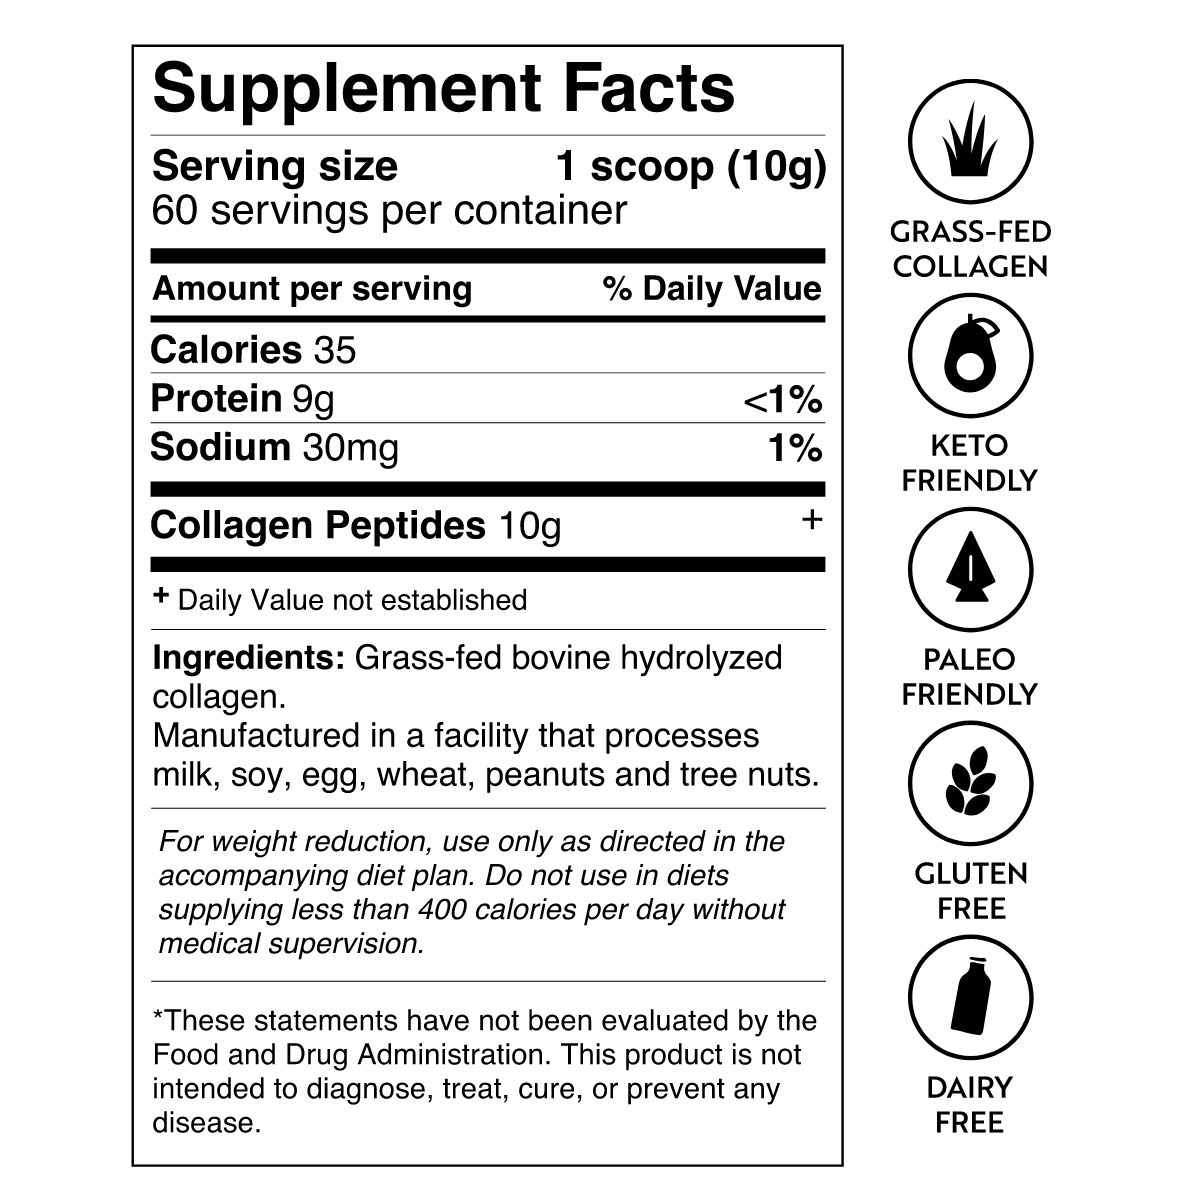 Supplement Facts
Serving size 1 scoop (10g)
60 servings per container
Amount per serving % Daily Value
Calories 35
Protein 9g <1%
Sodium 30mg 1%
Collagen Peptides 10g +
+ Daily Value not established
Ingredients: Grass-fed bovine hydrolyzed
collagen.
Manufactured in a facility that processes
milk, soy, egg, wheat, peanuts and tree nuts.
For weight reduction, use only as directed in the
accompanying diet plan. Do not use in diets
supplying less than 400 calories per day without
medical supervision.
*These statements have not been evaluated by the
Food and Drug Administration. This product is not
intended to diagnose, treat, cure, or prevent any
disease.
GRASS-FED
COLLAGEN
KETO
FRIENDLY
PALEO
FRIENDLY
GLUTEN
FREE
DAIRY
FREE